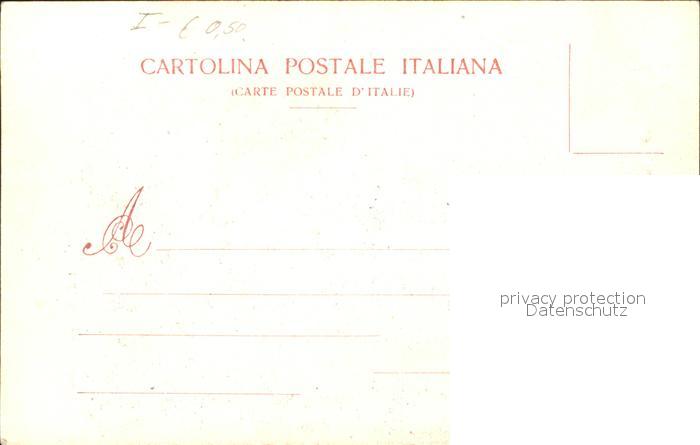 I - € 0,50
CARTOLINA POSTALE ITALIANA
(CARTE POSTALE D'ITALIE)
A
privacy protection
Datenschutz